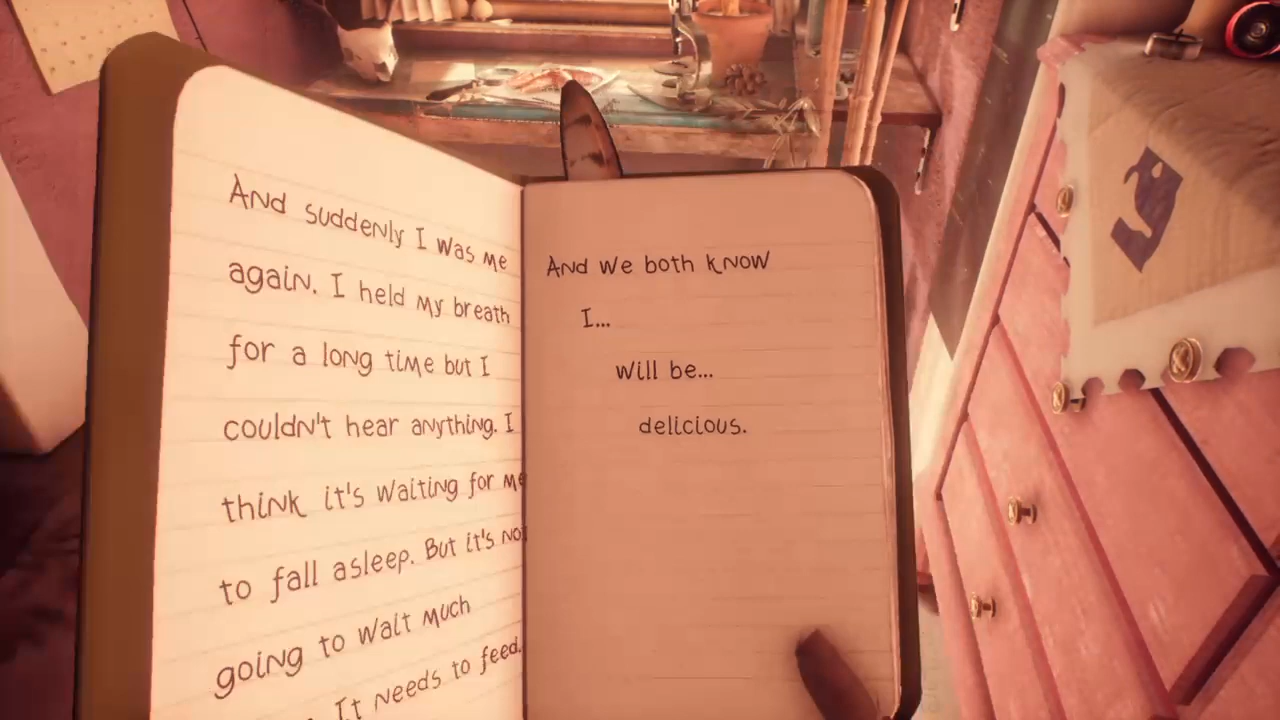 And suddenly I was me
again. I held my breath
for a long time but I
couldn't hear anything. I
think it's waiting for me
to fall asleep. But it's not
going to wait much
It needs to feed.
And we both know
I...
will be...
delicious.